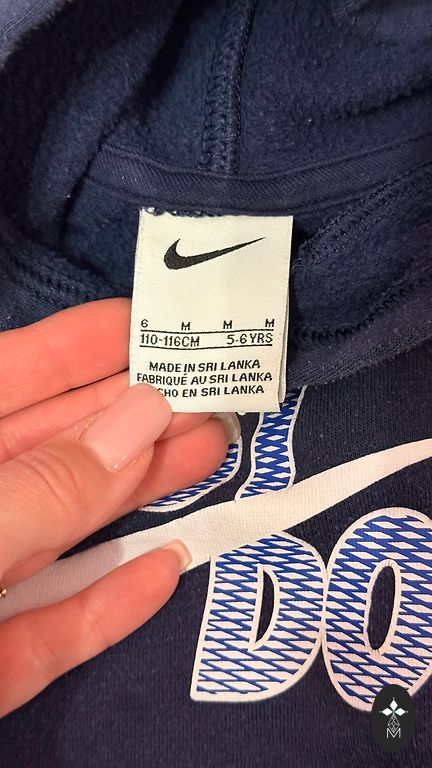 6 M M M
110-116CM 5-6YRS
MADE IN SRI LANKA
FABRIQUÉ AU SRI LANKA
CHO EN SRI LANKA
DO
M